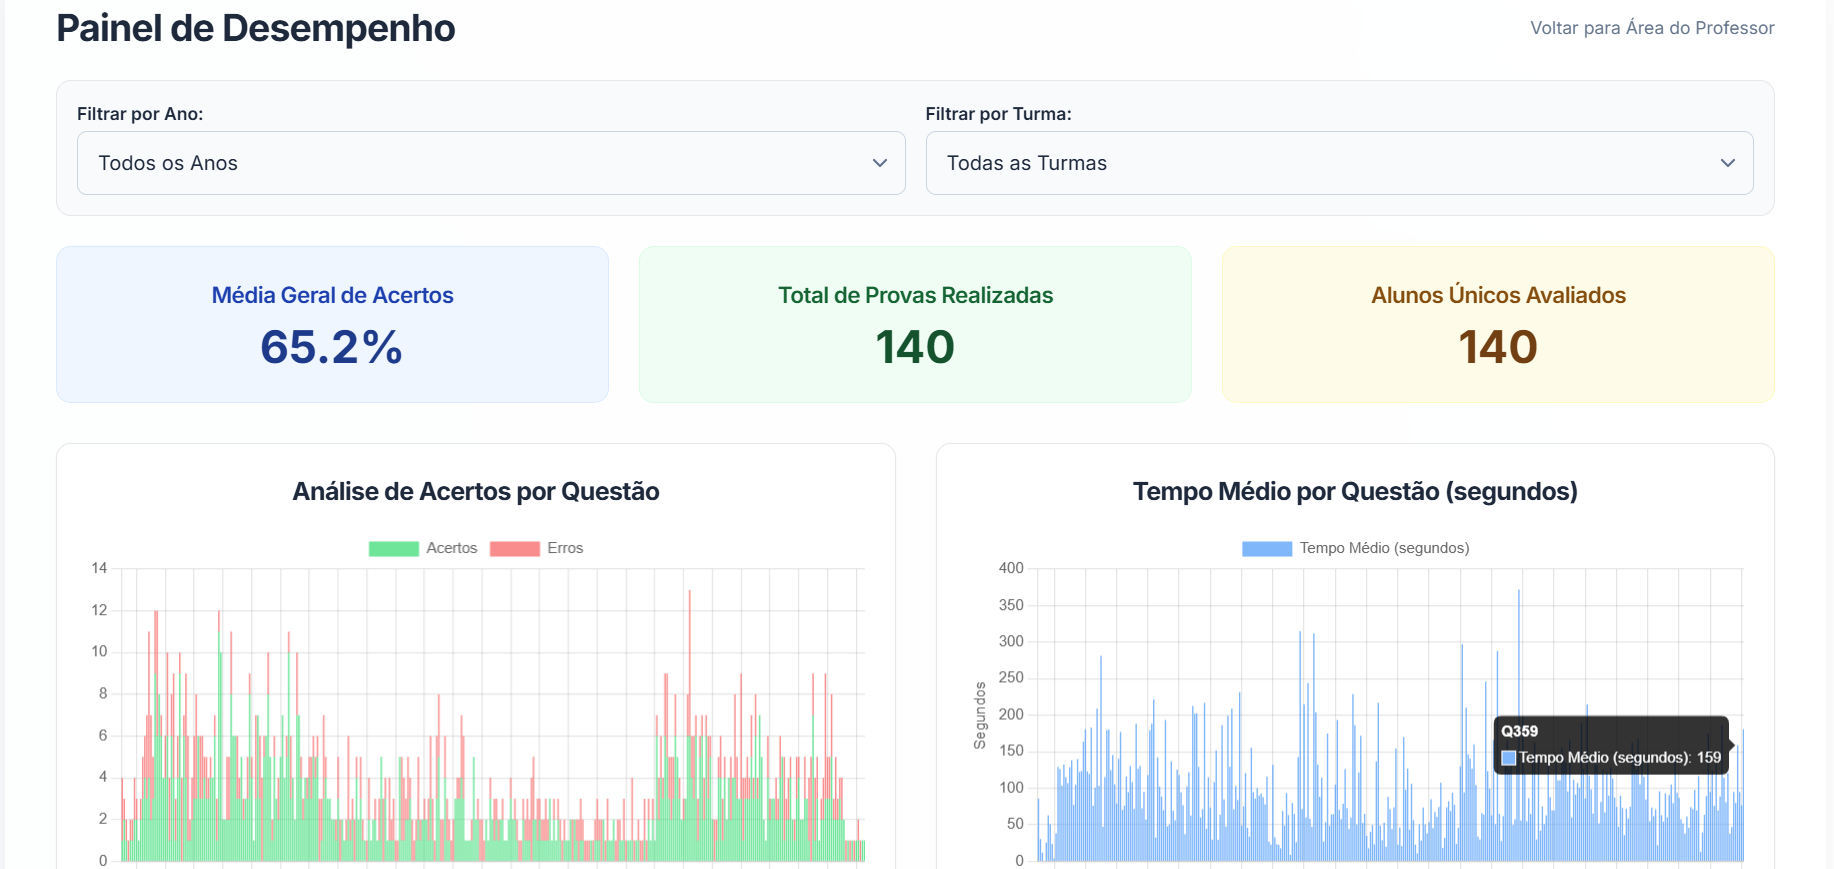 Painel de Desempenho
Voltar para Área do Professor
Filtrar por Ano:
Filtrar por Turma:
Todos os Anos
Todas as Turmas
Média Geral de Acertos
65.2%
Total de Provas Realizadas
140
Alunos Únicos Avaliados
140
Análise de Acertos por Questão
Acertos
Erros
14
12
10
8
6
4
2
0
Tempo Médio por Questão (segundos)
Tempo Médio (segundos)
Segundos
400
350
300
250
200
150
100
50
0
Q359
Tempo Médio (segundos): 159